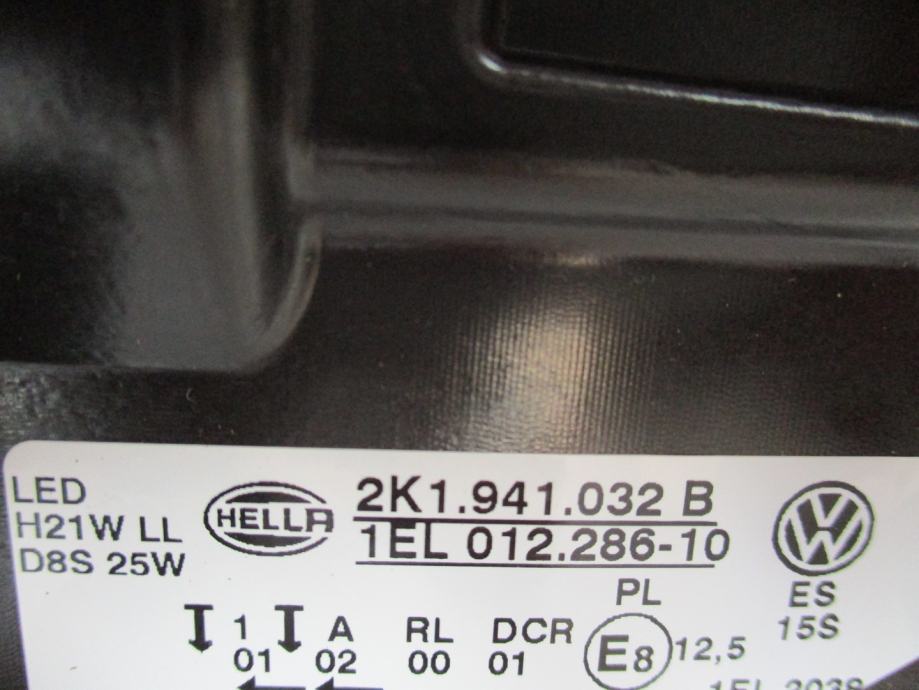 LED
H21W LL
D8S 25W
HELLA
2K1.941.032 B
1EL 012.286-10
VW
PL
ES
15S
1 A RL DCR
01 02 00 01
E8 12,5